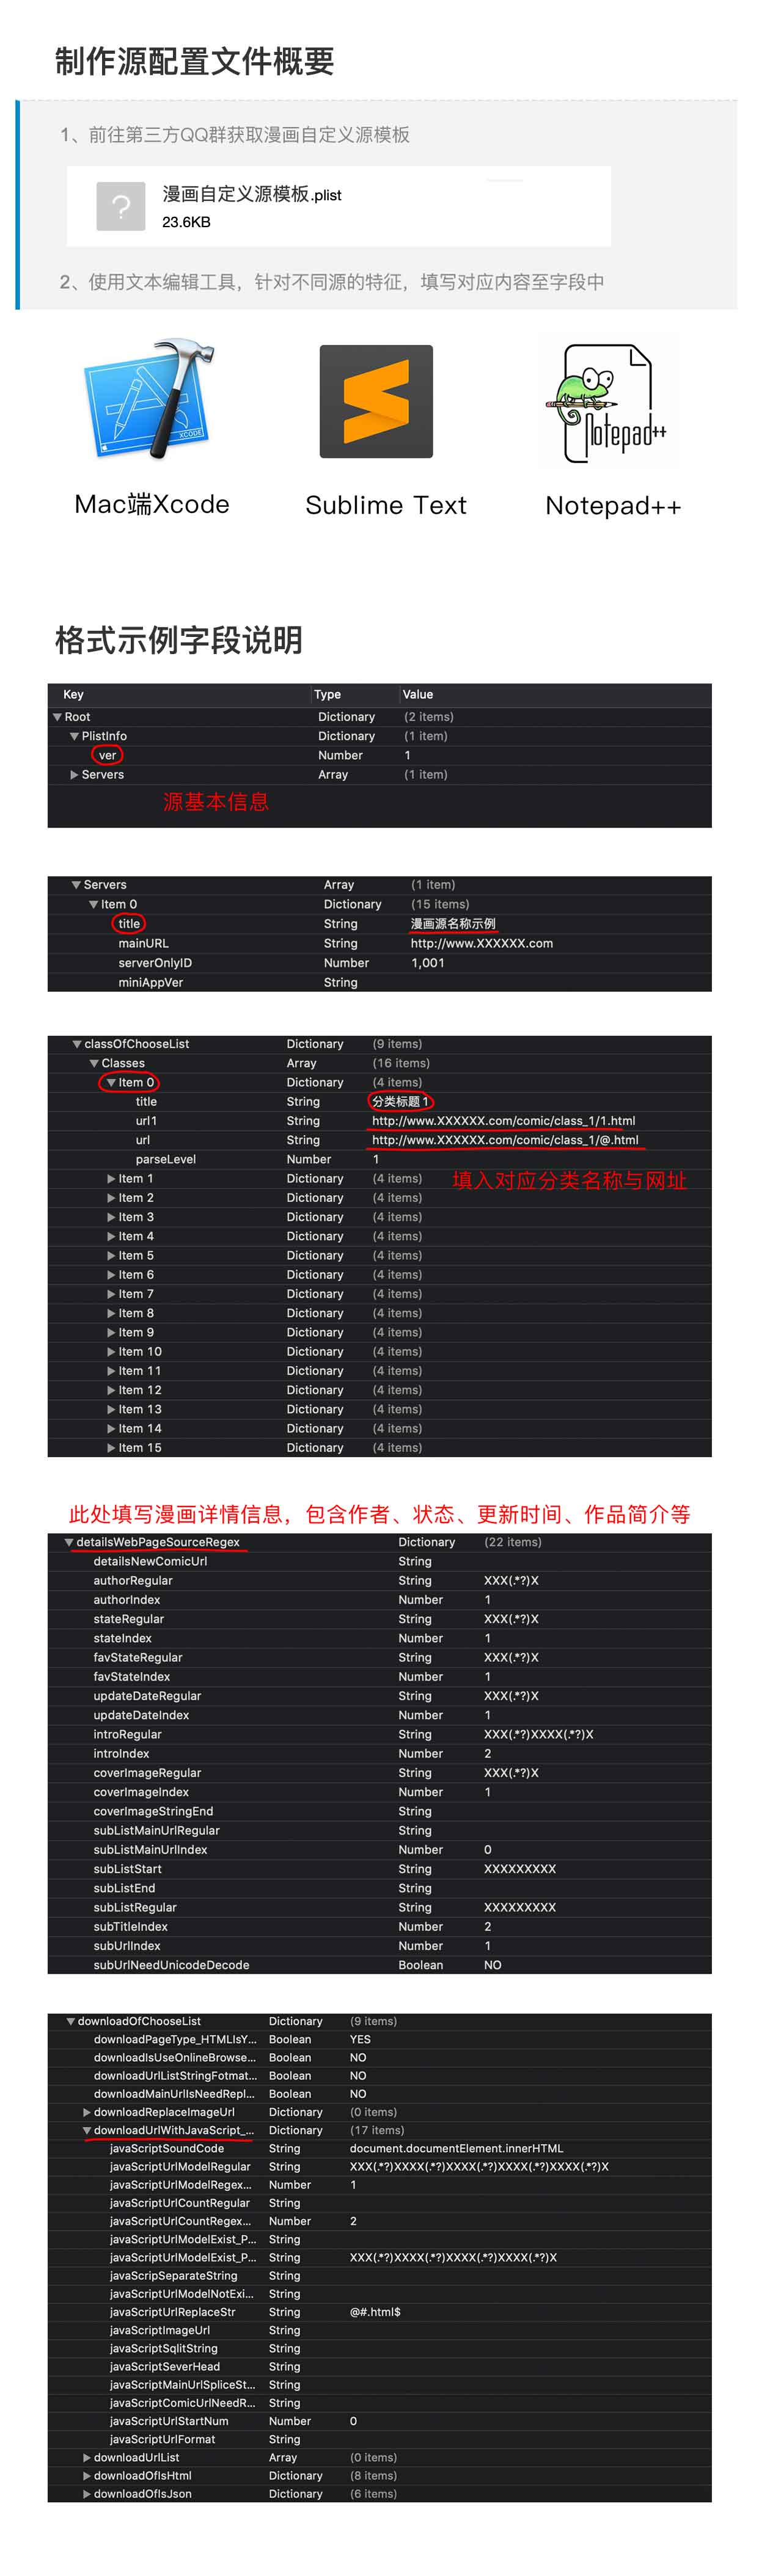 制作源配置文件概要
1、前往第三方QQ群获取漫画自定义源模板
?
漫画自定义源模板.plist
23.6KB
2、使用文本编辑工具，针对不同源的特征，填写对应内容至字段中
XCODE
Notepad++
Mac端Xcode Sublime Text Notepad++
格式示例字段说明
Key Type Value
Root Dictionary (2 items)
PlistInfo Dictionary (1 item)
ver Number 1
Servers Array (1 item)
源基本信息
Servers Array (1 item)
Item 0 Dictionary (15 items)
title String 漫画源名称示例
mainURL String http://www.XXXXXX.com
serverOnlyID Number 1,001
miniAppVer String
classOfChooseList Dictionary (9 items)
Classes Array (16 items)
Item 0 Dictionary (4 items)
title String 分类标题 1
url1 String http://www.XXXXXX.com/comic/class_1/1.html
url String http://www.XXXXXX.com/comic/class_1/@.html
parseLevel Number 1
Item 1 Dictionary (4 items)
填入对应分类名称与网址
Item 2 Dictionary (4 items)
Item 3 Dictionary (4 items)
Item 4 Dictionary (4 items)
Item 5 Dictionary (4 items)
Item 6 Dictionary (4 items)
Item 7 Dictionary (4 items)
Item 8 Dictionary (4 items)
Item 9 Dictionary (4 items)
Item 10 Dictionary (4 items)
Item 11 Dictionary (4 items)
Item 12 Dictionary (4 items)
Item 13 Dictionary (4 items)
Item 14 Dictionary (4 items)
Item 15 Dictionary (4 items)
此处填写漫画详情信息，包含作者、状态、更新时间、作品简介等
detailsWebPageSourceRegex Dictionary (22 items)
detailsNewComicUrl String
authorRegular String XXX(.*?)X
authorIndex Number 1
stateRegular String XXX(.*?)X
stateIndex Number 1
favStateRegular String XXX(.*?)X
favStateIndex Number 1
updateDateRegular String XXX(.*?)X
updateDateIndex Number 1
introRegular String XXX(.*?)XXXX(.*?)X
introIndex Number 2
coverImageRegular String XXX(.*?)X
coverImageIndex Number 1
coverImageStringEnd String
subListMainUrlRegular String
subListMainUrlIndex Number 0
subListStart String XXXXXXXXX
subListEnd String
subListRegular String XXXXXXXXX
subTitleIndex Number 2
subUrlIndex Number 1
subUrlNeedUnicodeDecode Boolean NO
downloadOfChooseList Dictionary (9 items)
downloadPageType_HTMLIsY... Boolean YES
downloadIsUseOnlineBrowse... Boolean NO
downloadUrlListStringFotmat... Boolean NO
downloadMainUrlIsNeedRepl... Boolean NO
downloadReplaceImageUrl Dictionary (0 items)
downloadUrlWithJavaScript_... Dictionary (17 items)
javaScriptSoundCode String document.documentElement.innerHTML
javaScriptUrlModelRegular String XXX(.*?)XXXX(.*?)XXXX(.*?)XXXX(.*?)XXXX(.*?)X
javaScriptUrlModelRegex... Number 1
javaScriptUrlCountRegular String
javaScriptUrlCountRegex... Number 2
javaScriptUrlModelExist_P... String
javaScriptUrlModelExist_P... String XXX(.*?)XXXX(.*?)XXXX(.*?)XXXX(.*?)X
javaScripSeparateString String
javaScriptUrlModelNotExi... String
javaScriptUrlReplaceStr String @#.html$
javaScriptImageUrl String
javaScriptSqlitString String
javaScriptSeverHead String
javaScriptMainUrlSpliceSt... String
javaScriptComicUrlNeedR... String
javaScriptUrlStartNum Number 0
javaScriptUrlFormat String
downloadUrlList Array (0 items)
downloadOfIsHtml Dictionary (8 items)
downloadOfIsJson Dictionary (6 items)